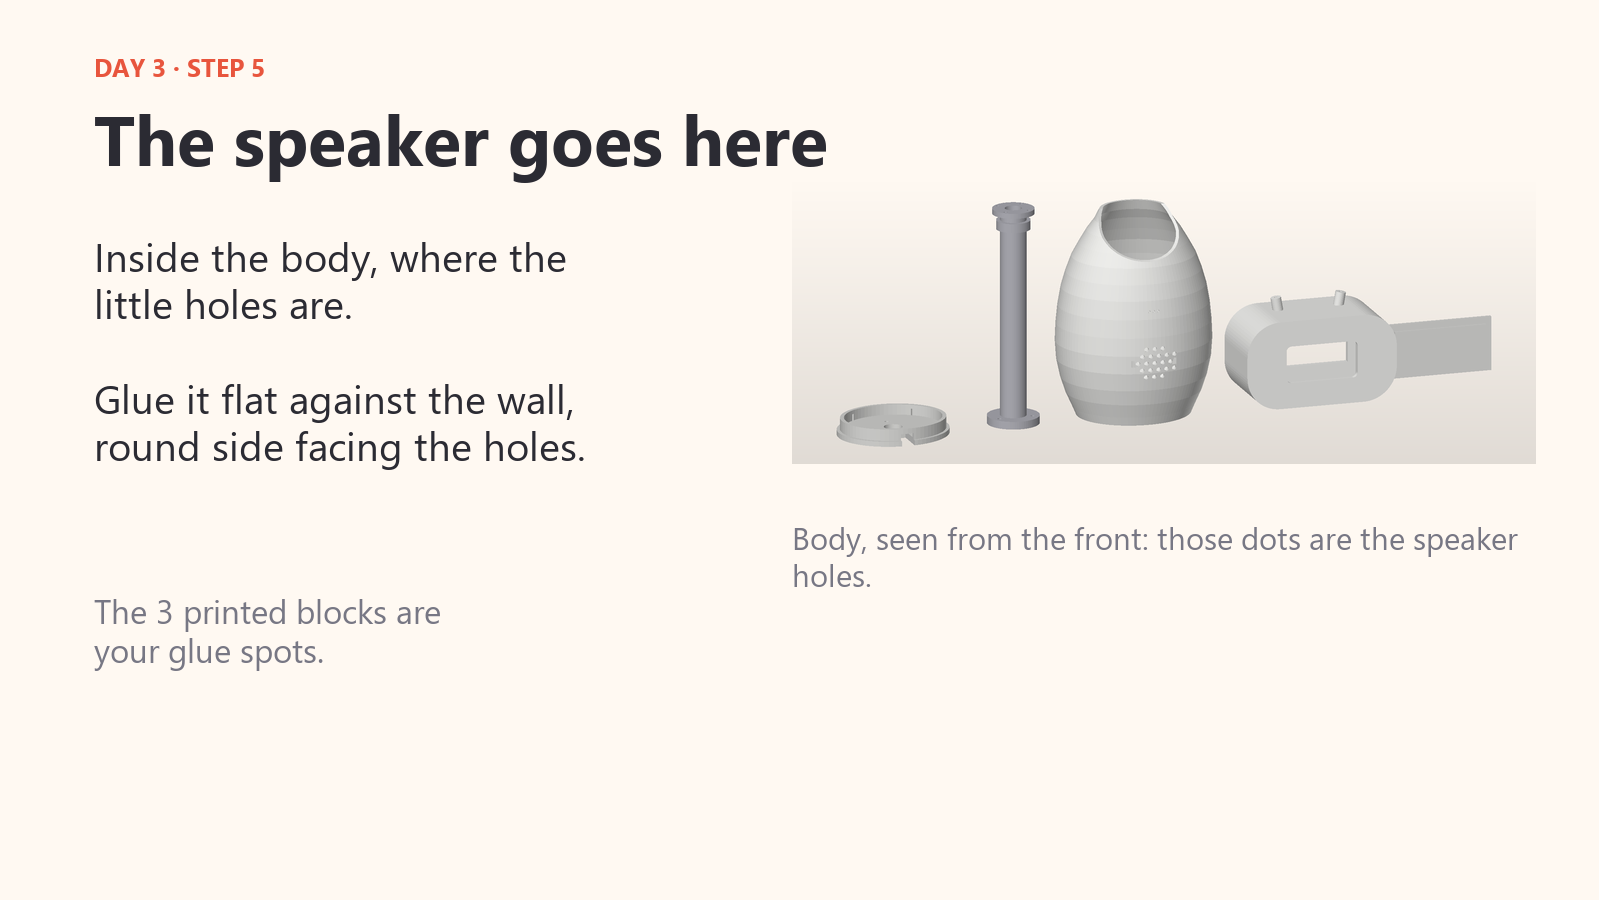 DAY 3 · STEP 5
The speaker goes here
Inside the body, where the
little holes are.
Glue it flat against the wall,
round side facing the holes.
The 3 printed blocks are
your glue spots.
Body, seen from the front: those dots are the speaker
holes.